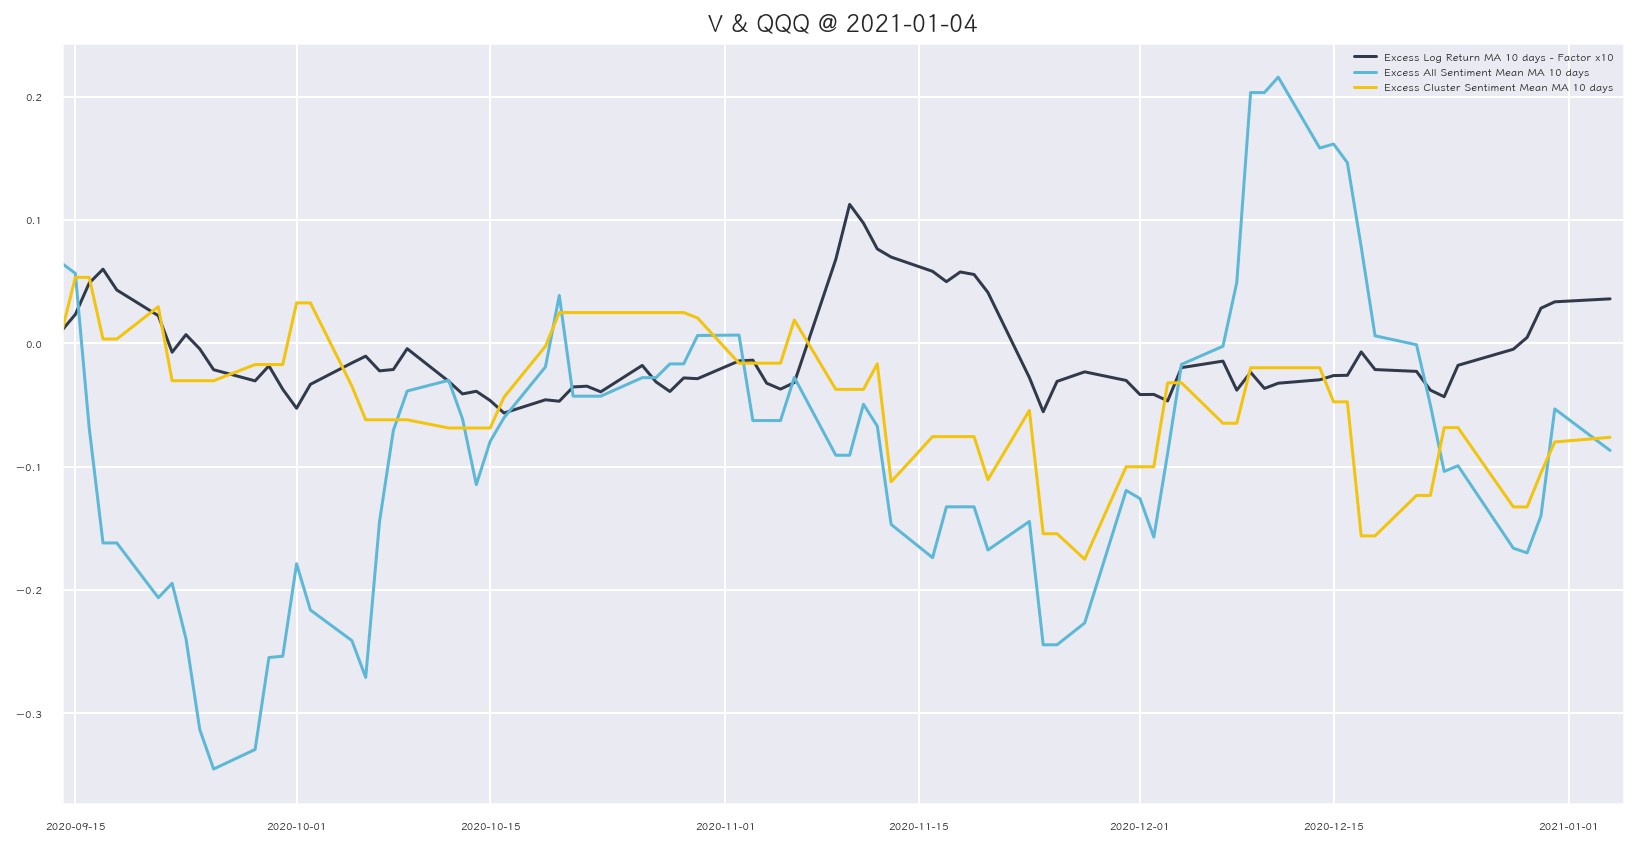 V & QQQ @ 2021-01-04
Excess Log Return MA 10 days - Factor x10
Excess All Sentiment Mean MA 10 days
Excess Cluster Sentiment Mean MA 10 days
0.2
0.1
0.0
−0.1
−0.2
−0.3
2020-09-15 2020-10-01 2020-10-15 2020-11-01 2020-11-15 2020-12-01 2020-12-15 2021-01-01